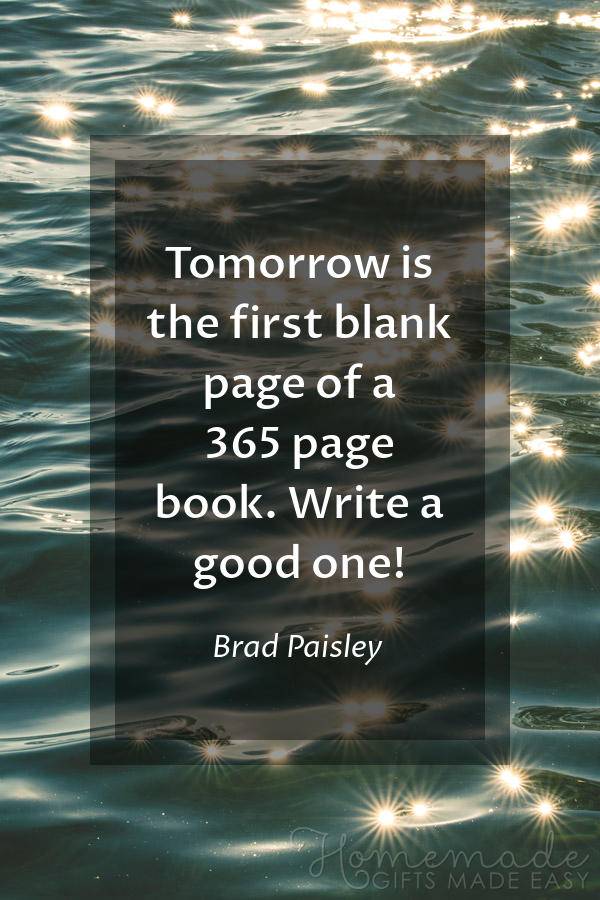 Tomorrow is
the first blank
page of a
365 page
book. Write a
good one!
Brad Paisley
Homemade
GIFTS MADE EASY